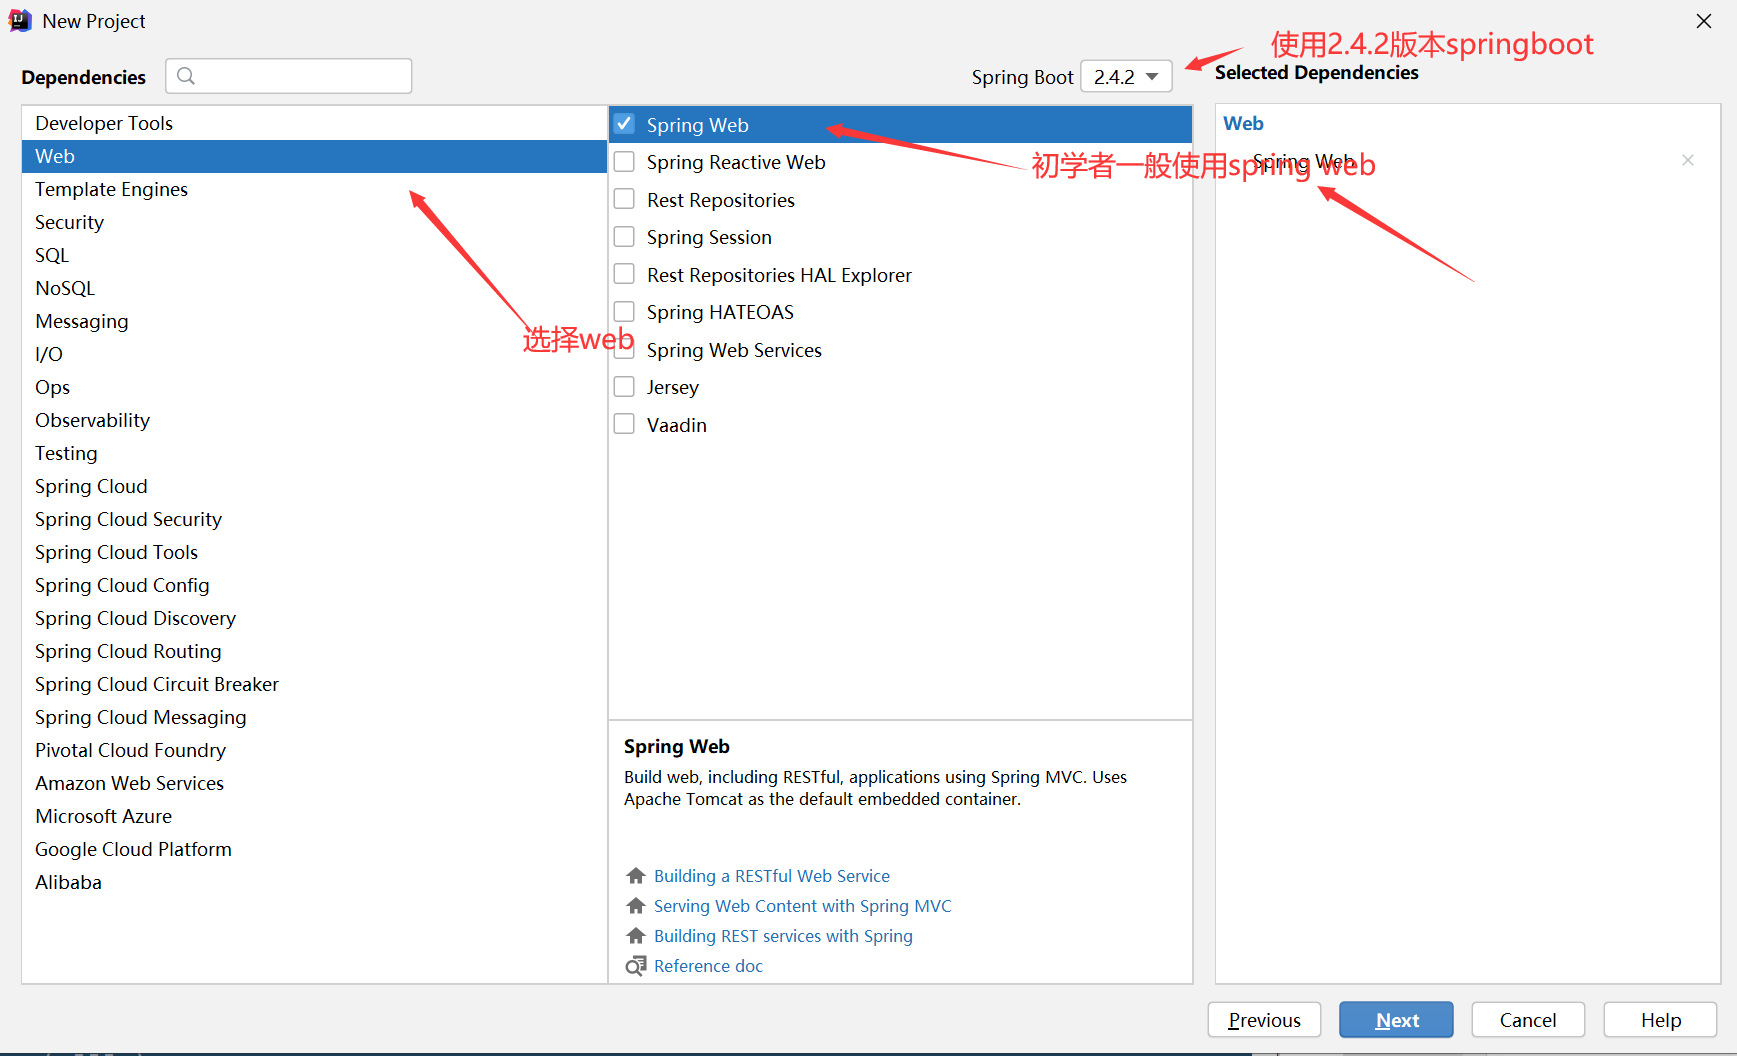 New Project
使用2.4.2版本springboot
Dependencies
Spring Boot 2.4.2
Selected Dependencies
Developer Tools
Web
Template Engines
Security
SQL
NoSQL
Messaging
I/O
Ops
Observability
Testing
Spring Cloud
Spring Cloud Security
Spring Cloud Tools
Spring Cloud Config
Spring Cloud Discovery
Spring Cloud Routing
Spring Cloud Circuit Breaker
Spring Cloud Messaging
Pivotal Cloud Foundry
Amazon Web Services
Microsoft Azure
Google Cloud Platform
Alibaba
选择web
Spring Web
Spring Reactive Web
Rest Repositories
Spring Session
Rest Repositories HAL Explorer
Spring HATEOAS
Spring Web Services
Jersey
Vaadin
初学者一般使用spring web
Spring Web
Build web, including RESTful, applications using Spring MVC. Uses
Apache Tomcat as the default embedded container.
Building a RESTful Web Service
Serving Web Content with Spring MVC
Building REST services with Spring
Reference doc
Web
Spring Web
Previous
Next
Cancel
Help